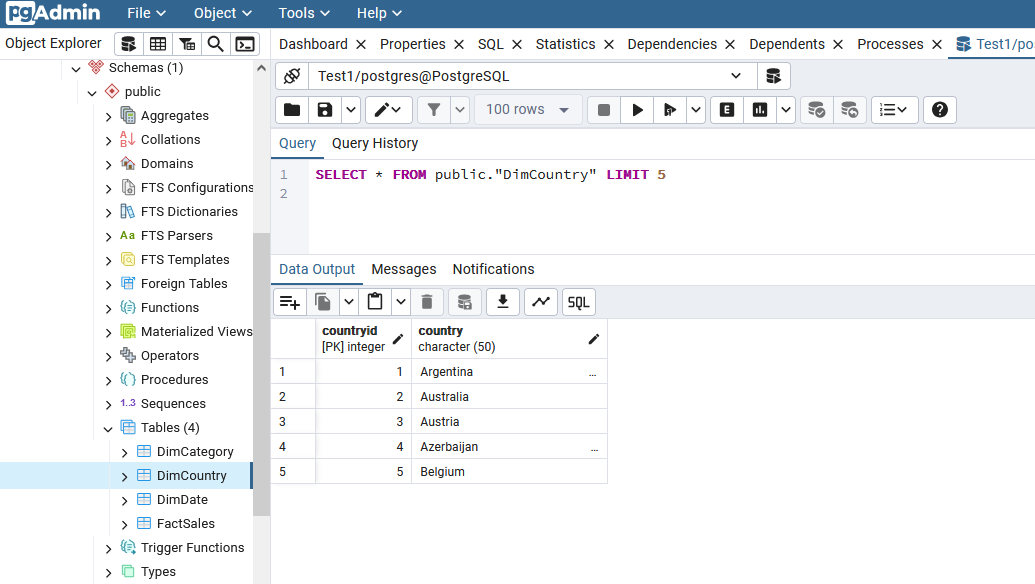 pgAdmin File Object Tools Help
Object Explorer
Dashboard Properties SQL Statistics Dependencies Dependents Processes Test1/po
Schemas (1)
public
Aggregates
Collations
Domains
FTS Configurations
FTS Dictionaries
Aa FTS Parsers
FTS Templates
Foreign Tables
Functions
Materialized Views
Operators
Procedures
1..3 Sequences
Tables (4)
DimCategory
DimCountry
DimDate
FactSales
Trigger Functions
Types
Test1/postgres@PostgreSQL
100 rows E
Query Query History
1 SELECT * FROM public."DimCountry" LIMIT 5
2
Data Output Messages Notifications
SQL
countryid country
[PK] integer character (50)
1 1 Argentina ...
2 2 Australia
3 3 Austria
4 4 Azerbaijan ...
5 5 Belgium